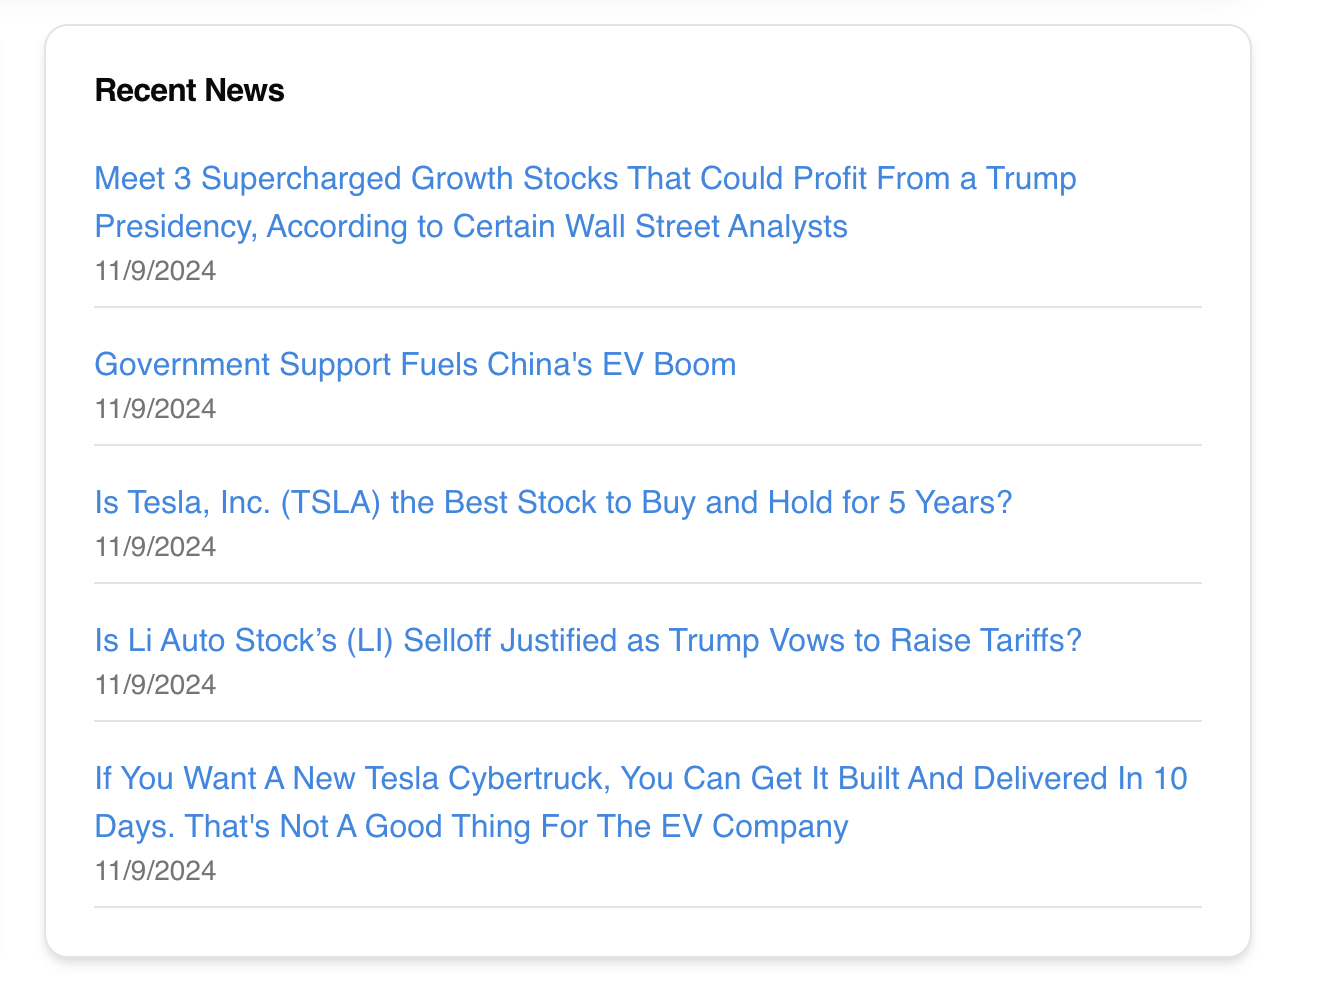 Recent News
Meet 3 Supercharged Growth Stocks That Could Profit From a Trump
Presidency, According to Certain Wall Street Analysts
11/9/2024
Government Support Fuels China's EV Boom
11/9/2024
Is Tesla, Inc. (TSLA) the Best Stock to Buy and Hold for 5 Years?
11/9/2024
Is Li Auto Stock’s (LI) Selloff Justified as Trump Vows to Raise Tariffs?
11/9/2024
If You Want A New Tesla Cybertruck, You Can Get It Built And Delivered In 10
Days. That's Not A Good Thing For The EV Company
11/9/2024